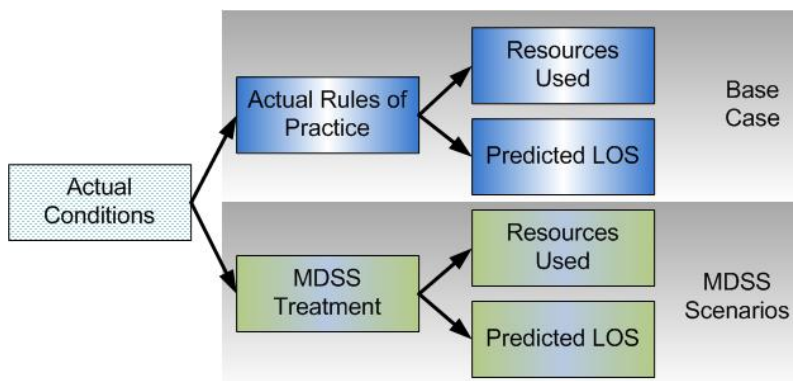 Actual
Conditions
Actual Rules of
Practice
Resources
Used
Predicted LOS
Base
Case
MDSS
Treatment
Resources
Used
Predicted LOS
MDSS
Scenarios